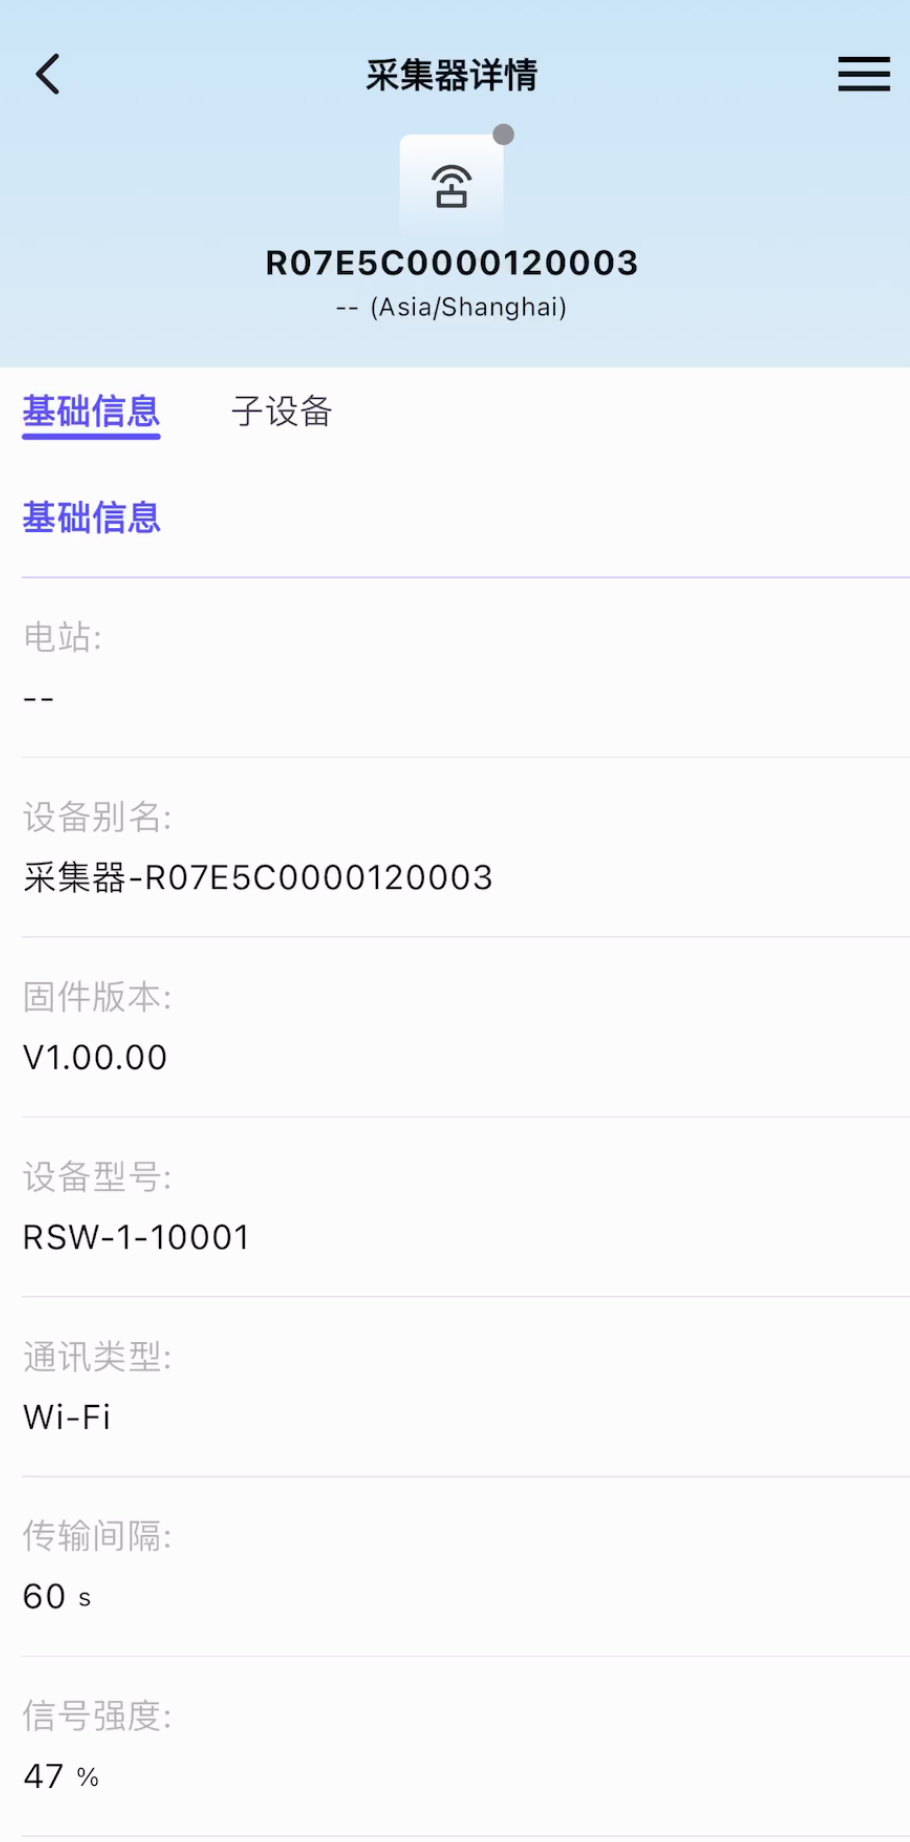 采集器详情
R07E5C0000120003
-- (Asia/Shanghai)
基础信息 子设备
基础信息
电站:
--
设备别名:
采集器-R07E5C0000120003
固件版本:
V1.00.00
设备型号:
RSW-1-10001
通讯类型:
Wi-Fi
传输间隔:
60 s
信号强度:
47 %